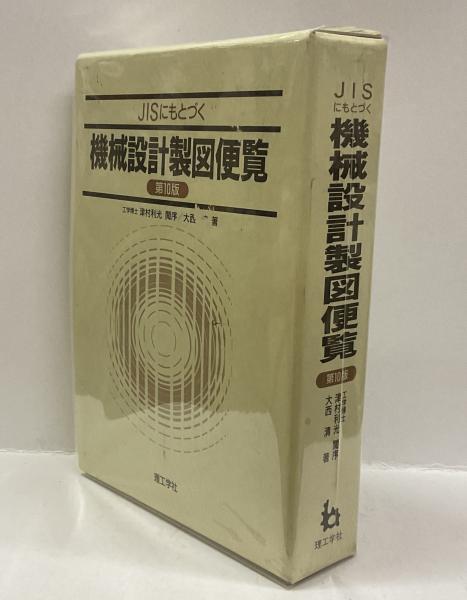 JISにもとづく
機械設計製図便覧
第10版
工学博士 津村利光 閲序／大西 清 著
理工学社
JIS
にもとづく
機械設計製図便覧
第10版
工学博士
津村利光 閲序
大西 清 著
理工学社